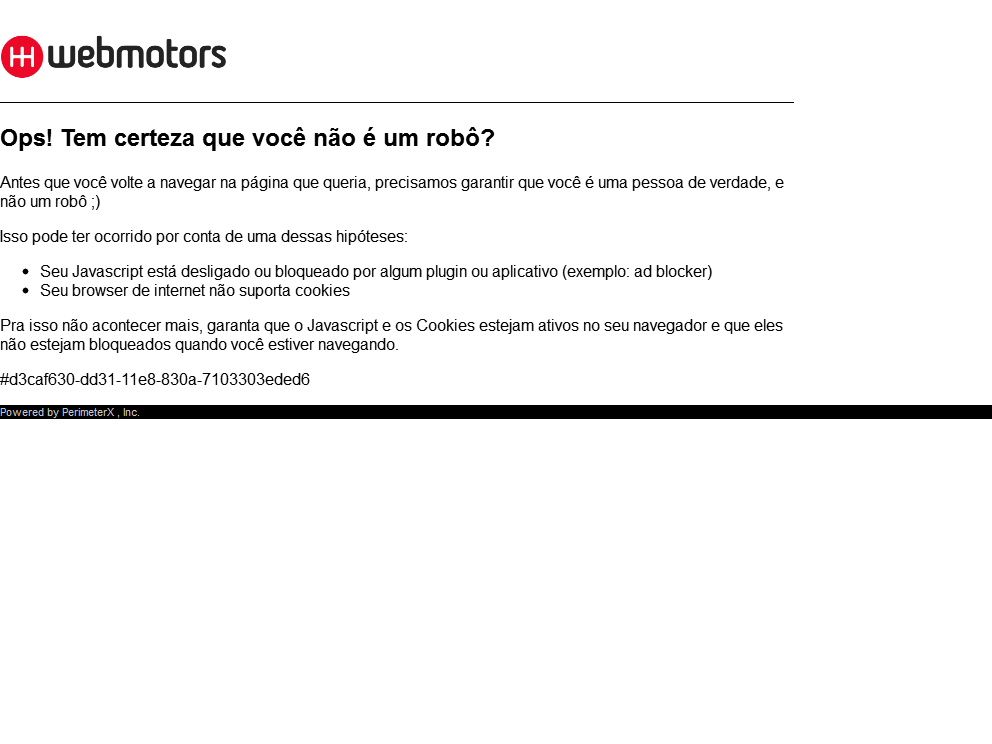 webmotors
Ops! Tem certeza que você não é um robô?
Antes que você volte a navegar na página que queria, precisamos garantir que você é uma pessoa de verdade, e
não um robô ;)
Isso pode ter ocorrido por conta de uma dessas hipóteses:
• Seu Javascript está desligado ou bloqueado por algum plugin ou aplicativo (exemplo: ad blocker)
• Seu browser de internet não suporta cookies
Pra isso não acontecer mais, garanta que o Javascript e os Cookies estejam ativos no seu navegador e que eles
não estejam bloqueados quando você estiver navegando.
#d3caf630-dd31-11e8-830a-7103303eded6
Powered by PerimeterX , Inc.